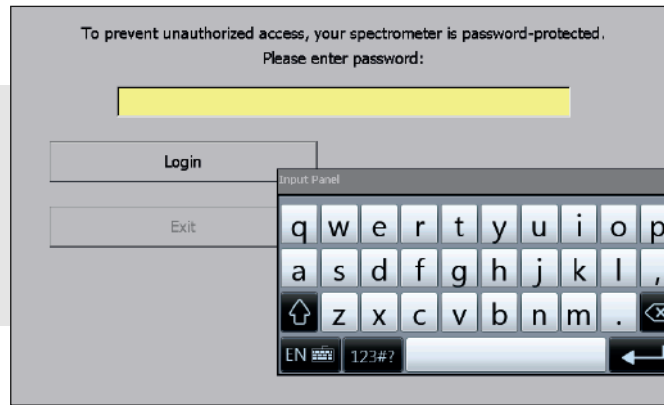 To prevent unauthorized access, your spectrometer is password-protected.
Please enter password:
Login
Input Panel
Exit
q w e r t y u i o p
a s d f g h j k l ,
z x c v b n m .
EN 123#?